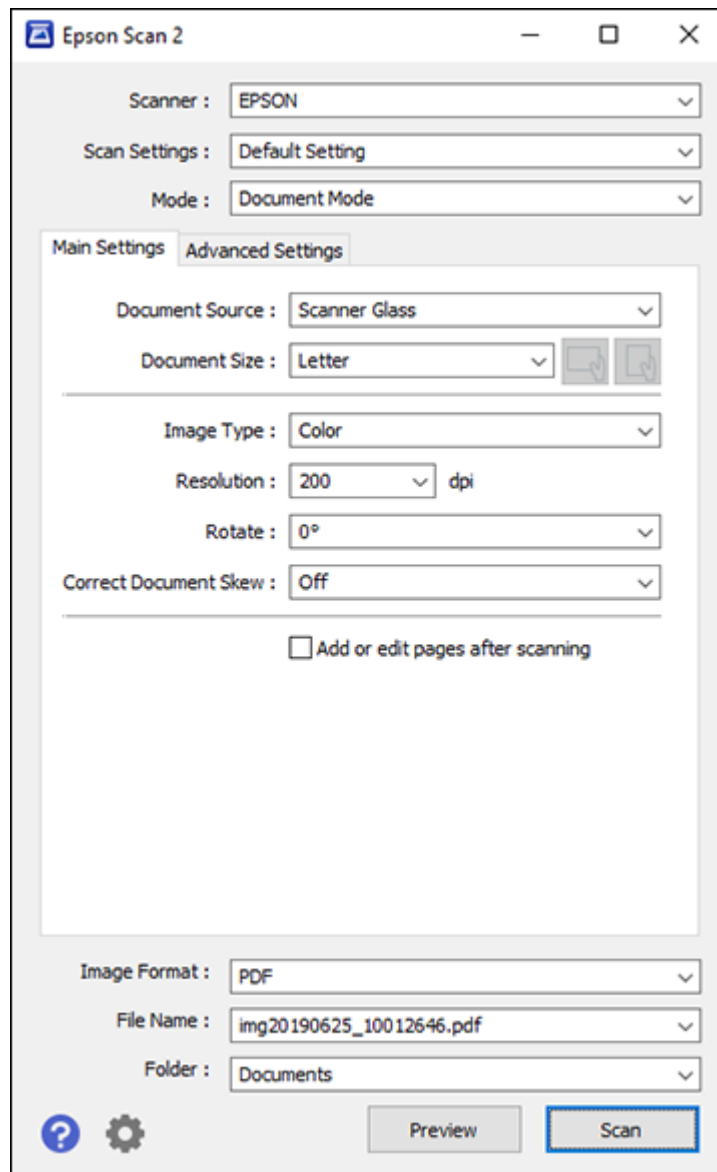 Epson Scan 2
Scanner : EPSON
Scan Settings : Default Setting
Mode : Document Mode
Main Settings Advanced Settings
Document Source : Scanner Glass
Document Size : Letter
Image Type : Color
Resolution : 200 dpi
Rotate : 0°
Correct Document Skew : Off
Add or edit pages after scanning
Image Format : PDF
File Name : img20190625_10012646.pdf
Folder : Documents
? Preview Scan